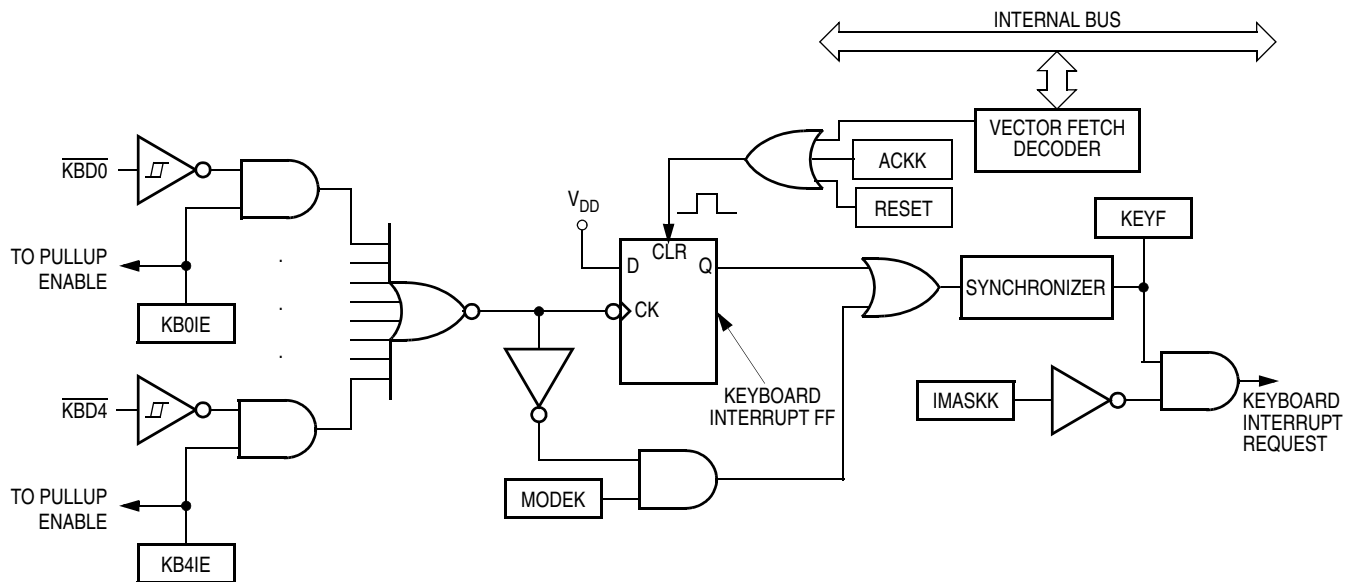 INTERNAL BUS
VECTOR FETCH
DECODER
ACKK
RESET
KBD0
VDD
KEYF
CLR
D
Q
TO PULLUP
ENABLE
SYNCHRONIZER
CK
KB0IE
KBD4
KEYBOARD
INTERRUPT FF
IMASKK
KEYBOARD
INTERRUPT
REQUEST
MODEK
TO PULLUP
ENABLE
KB4IE